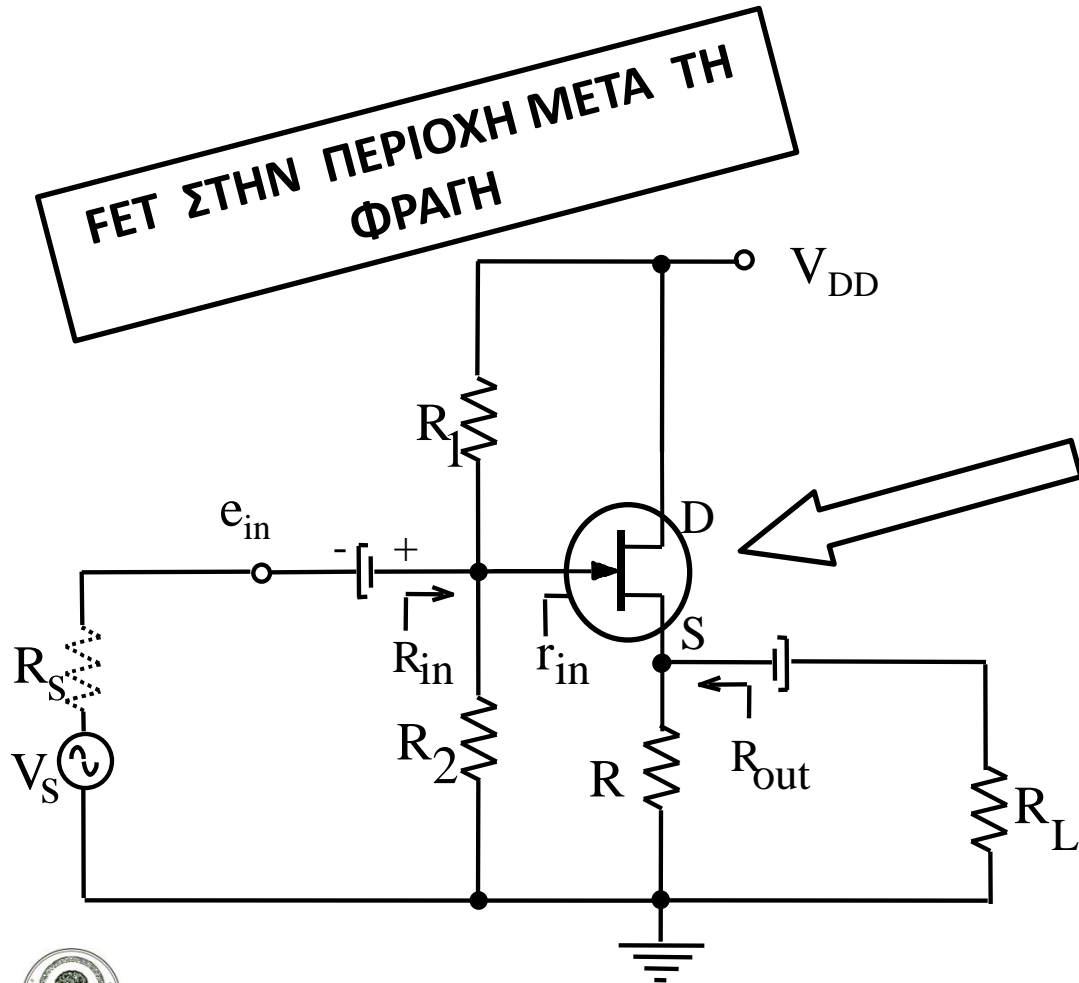 FET ΣΤΗΝ ΠΕΡΙΟΧΗ ΜΕΤΑ ΤΗ
ΦΡΑΓΗ
V_DD
R_1
e_in
- +
D
S
R_S
R_in
r_in
V_S
R_2
R
R_out
R_L